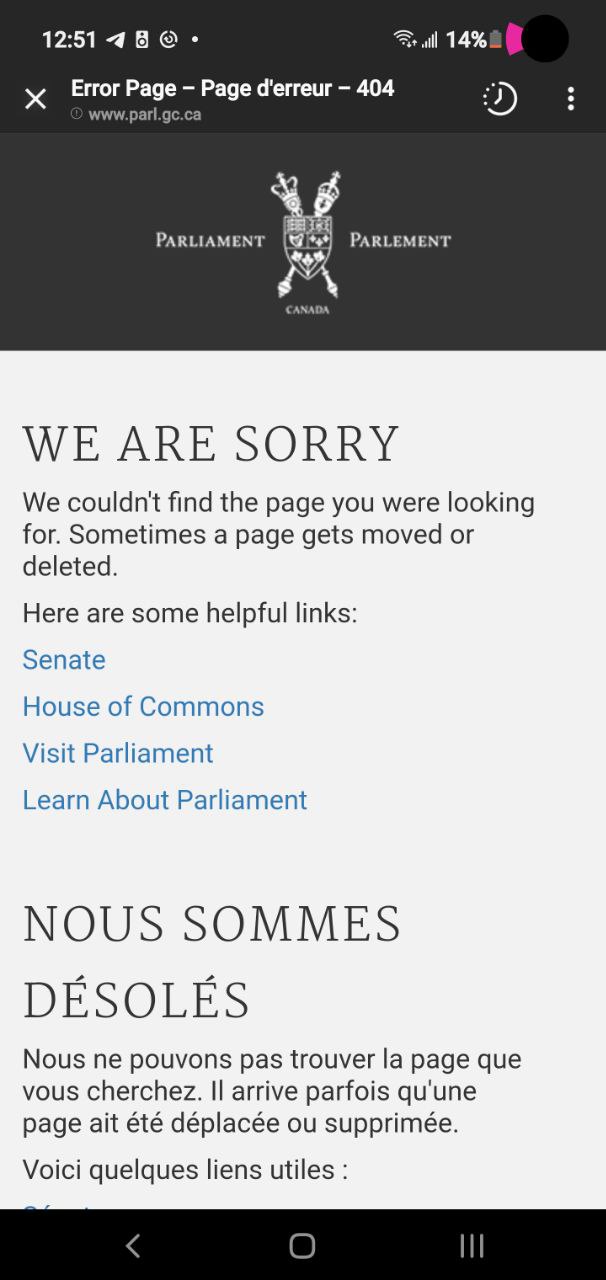 12:51 14%
Error Page – Page d'erreur – 404
www.parl.gc.ca
PARLIAMENT PARLEMENT
CANADA
WE ARE SORRY
We couldn't find the page you were looking
for. Sometimes a page gets moved or
deleted.
Here are some helpful links:
Senate
House of Commons
Visit Parliament
Learn About Parliament
NOUS SOMMES
DÉSOLÉS
Nous ne pouvons pas trouver la page que
vous cherchez. Il arrive parfois qu'une
page ait été déplacée ou supprimée.
Voici quelques liens utiles :